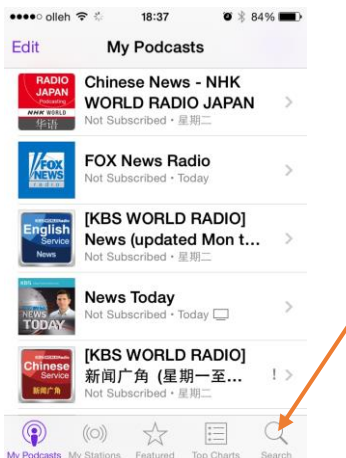 olleh 18:37 84%
Edit My Podcasts
RADIO
JAPAN
Podcasting
NHK WORLD
华语
Chinese News - NHK
WORLD RADIO JAPAN
Not Subscribed • 星期二
FOX
NEWS
radio
FOX News Radio
Not Subscribed • Today
English
Service
News
[KBS WORLD RADIO]
News (updated Mon t...
Not Subscribed • 星期二
NEWS
TODAY
News Today
Not Subscribed • Today
Chinese
Service
新闻广角
[KBS WORLD RADIO]
新闻广角 (星期一至...
Not Subscribed • 星期二
!
My Podcasts My Stations Featured Top Charts Search